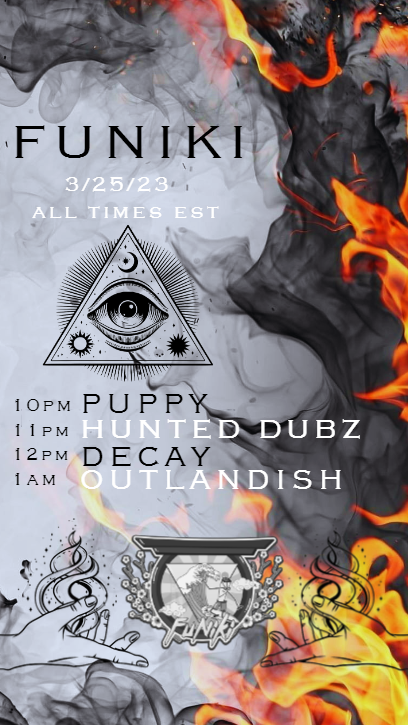 FUNIKI
3/25/23
ALL TIMES EST
10PM PUPPY
11PM HUNTED DUBZ
12PM DECAY
1AM OUTLANDISH
Funiki